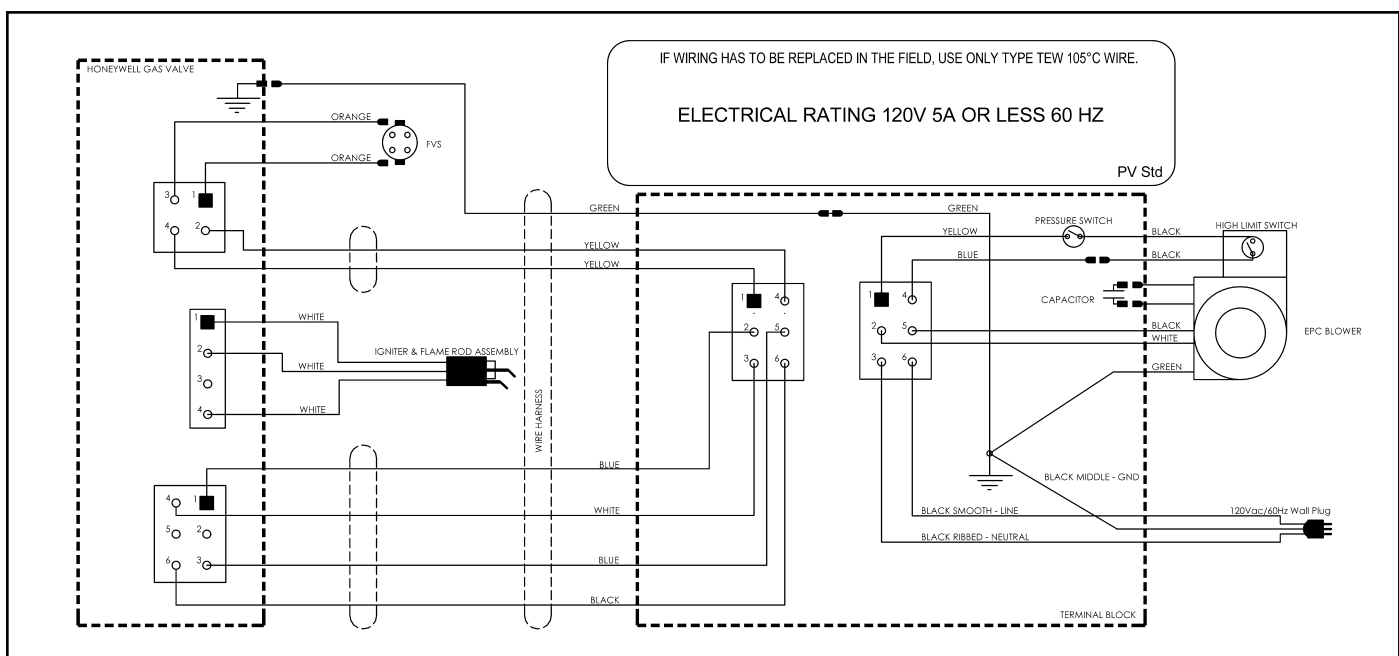 IF WIRING HAS TO BE REPLACED IN THE FIELD, USE ONLY TYPE TEW 105°C WIRE.
ELECTRICAL RATING 120V 5A OR LESS 60 HZ
PV Std
HONEYWELL GAS VALVE
ORANGE
FVS
ORANGE
3 1
4 2
GREEN
YELLOW
YELLOW
1
WHITE
2
IGNITER & FLAME ROD ASSEMBLY
WHITE
3
4
WHITE
WIRE HARNESS
BLUE
4 1
WHITE
5 2
6 3
BLUE
BLACK
1 4
2 5
3 6
GREEN
PRESSURE SWITCH
HIGH LIMIT SWITCH
YELLOW
BLACK
BLUE
BLACK
1 4
CAPACITOR
2 5
BLACK
EPC BLOWER
WHITE
3 6
GREEN
BLACK MIDDLE - GND
BLACK SMOOTH - LINE
120Vac/60Hz Wall Plug
BLACK RIBBED - NEUTRAL
TERMINAL BLOCK